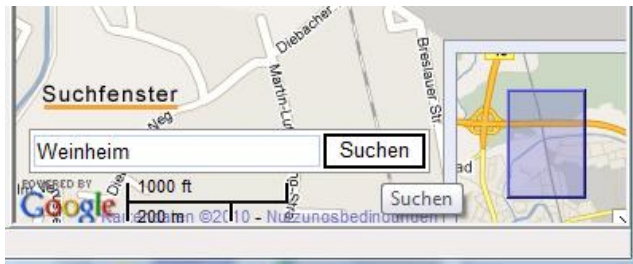 Diebacher
Breslauer Str
Suchfenster
Martin-Lu
Neg
Weinheim
Suchen
ad
POWERED BY
Google
1000 ft
200 m
Suchen
©2010 - Nutzungsbedingungen